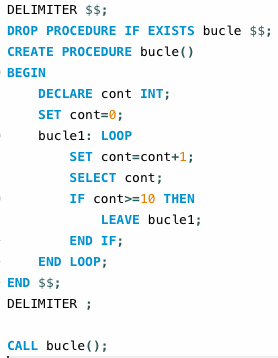 DELIMITER $$;
DROP PROCEDURE IF EXISTS bucle $$;
CREATE PROCEDURE bucle()
BEGIN
    DECLARE cont INT;
    SET cont=0;
    bucle1: LOOP
        SET cont=cont+1;
        SELECT cont;
        IF cont>=10 THEN
            LEAVE bucle1;
        END IF;
    END LOOP;
END $$;
DELIMITER ;

CALL bucle();